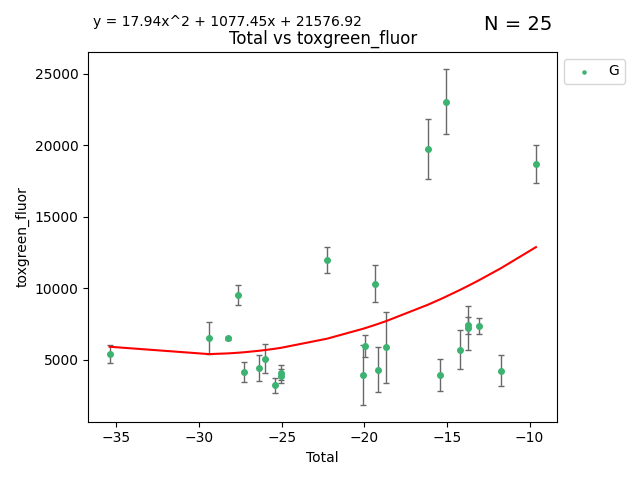 y = 17.94x^2 + 1077.45x + 21576.92
N = 25
Total vs toxgreen_fluor
G
25000
20000
15000
10000
5000
toxgreen_fluor
−35
−30
−25
−20
−15
−10
Total